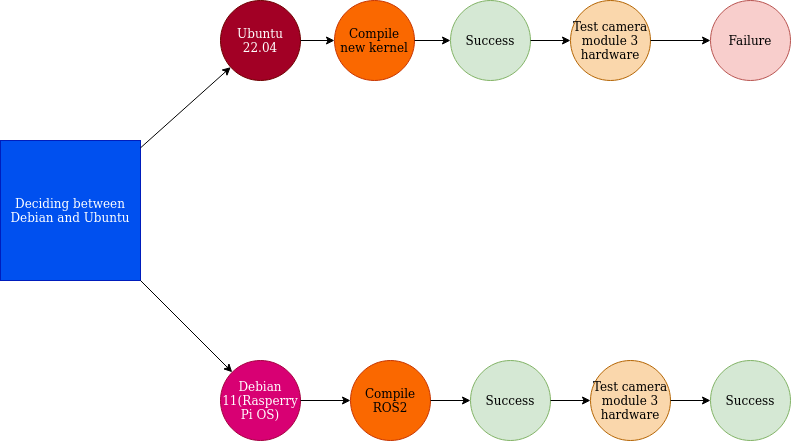 Ubuntu
22.04
Compile
new kernel
Success
Test camera
module 3
hardware
Failure
Deciding between
Debian and Ubuntu
Debian
11(Rasperry
Pi OS)
Compile
ROS2
Success
Test camera
module 3
hardware
Success